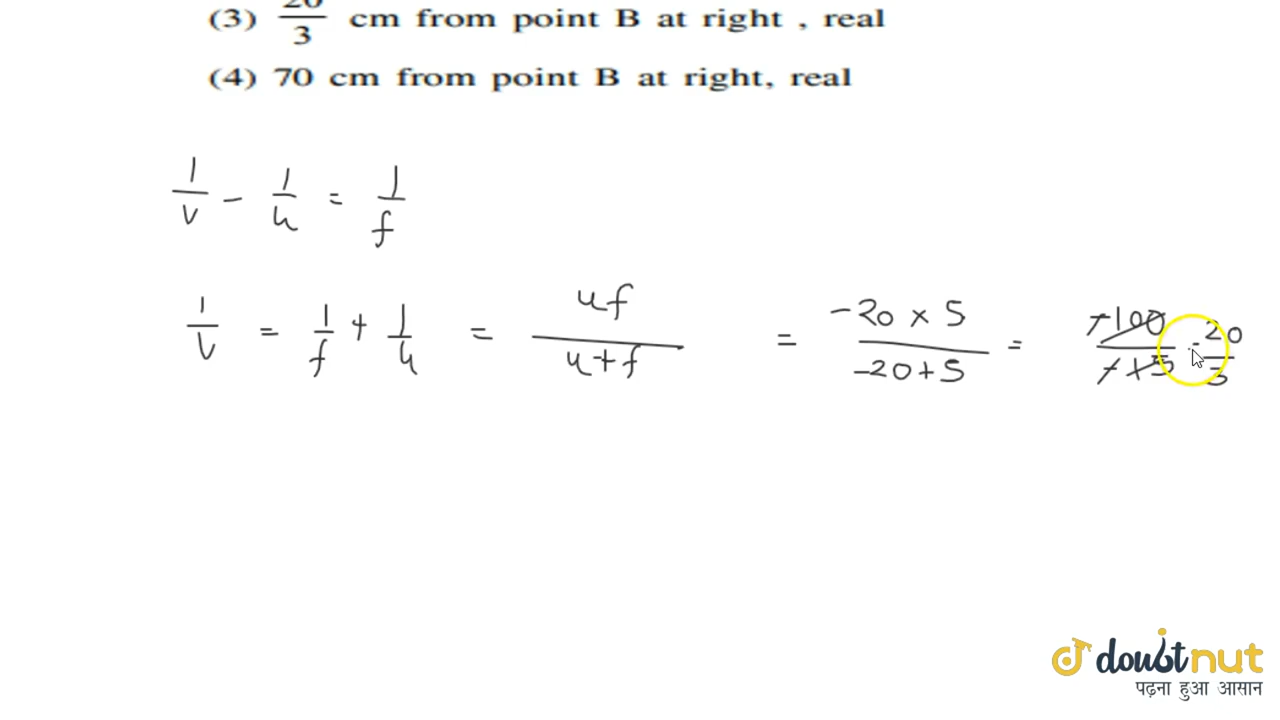 (3) 20/3 cm from point B at right , real
(4) 70 cm from point B at right, real
1/v - 1/u = 1/f
1/v = 1/f + 1/u = uf/u+f = -20 × 5/-20+5 = -100/-15 = 20/3
doubtnut
पढ़ना हुआ आसान